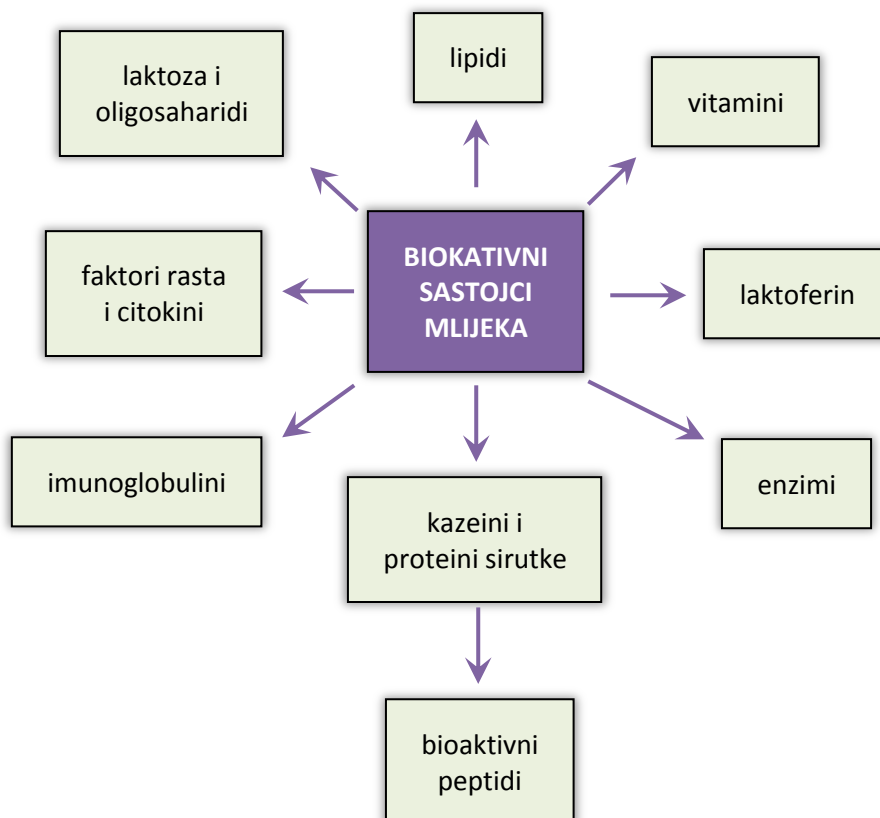 lipidi
laktoza i
oligosaharidi
vitamini
BIOKATIVNI
SASTOJCI
MLIJEKA
faktori rasta
i citokini
laktoferin
imunoglobulini
enzimi
kazeini i
proteini sirutke
bioaktivni
peptidi